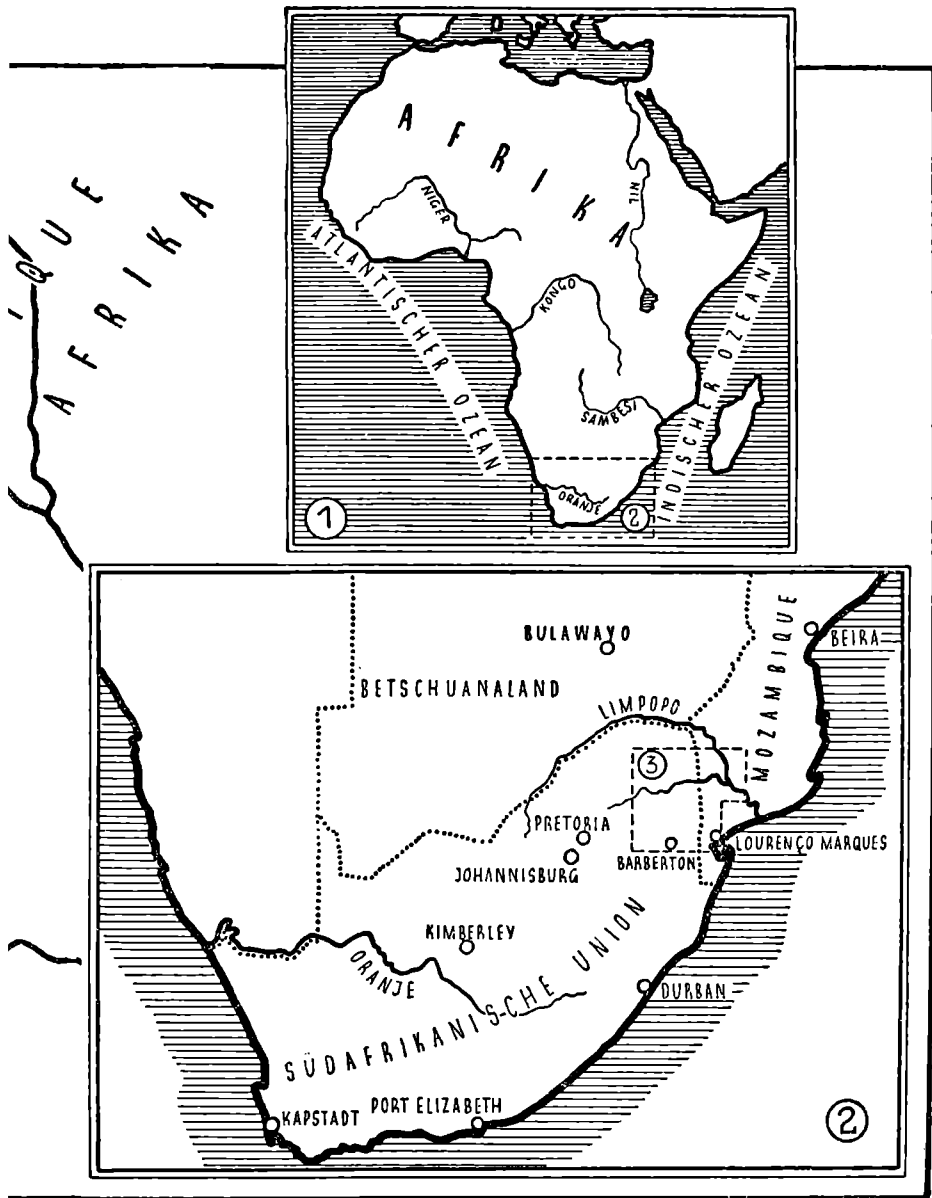 QUE
AFRIKA
AFRIKA
NIGER
NIL
ATLANTISCHER OZEAN
KONGO
INDISCHER OZEAN
SAMBESI
ORANJE
1
2
BULAWAYO
BEIRA
BETSCHUANALAND
MOZAMBIQUE
LIMPOPO
3
PRETORIA
LOURENÇO MARQUES
JOHANNISBURG
BARBERTON
KIMBERLEY
ORANJE
DURBAN
SÜDAFRIKANISCHE UNION
KAPSTADT
PORT ELIZABETH
2